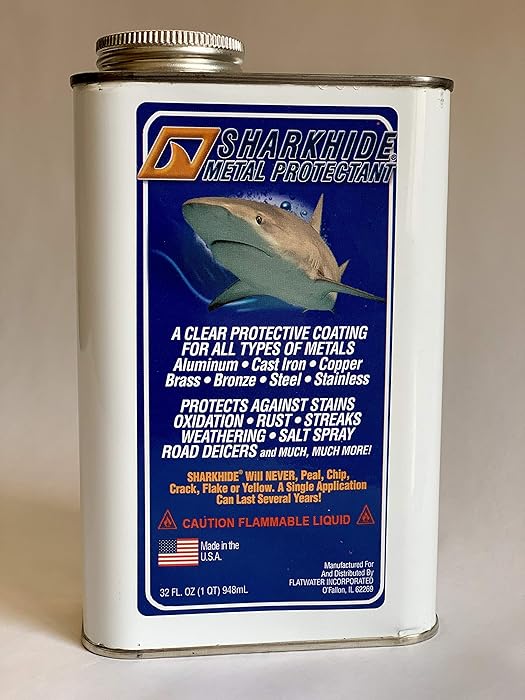 SHARKHIDE®
METAL PROTECTANT
A CLEAR PROTECTIVE COATING
FOR ALL TYPES OF METALS
Aluminum • Cast Iron • Copper
Brass • Bronze • Steel • Stainless
PROTECTS AGAINST STAINS
OXIDATION • RUST • STREAKS
WEATHERING • SALT SPRAY
ROAD DEICERS and MUCH, MUCH MORE!
SHARKHIDE® Will NEVER, Peal, Chip,
Crack, Flake or Yellow. A Single Application
Can Last Several Years!
CAUTION FLAMMABLE LIQUID
Made in the
U.S.A.
32 FL. OZ (1 QT) 948mL
Manufactured For
And Distributed By
FLATWATER INCORPORATED
O'Fallon, IL 62269